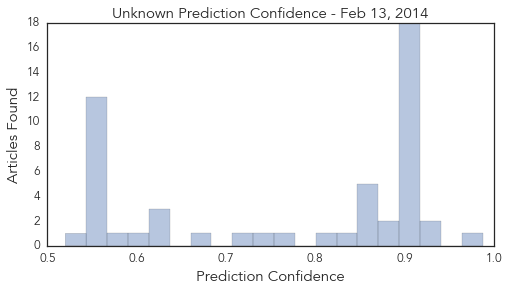 Unknown Prediction Confidence - Feb 13, 2014
18
16
14
12
10
8
6
4
2
0
Articles Found
0.5 0.6 0.7 0.8 0.9 1.0
Prediction Confidence